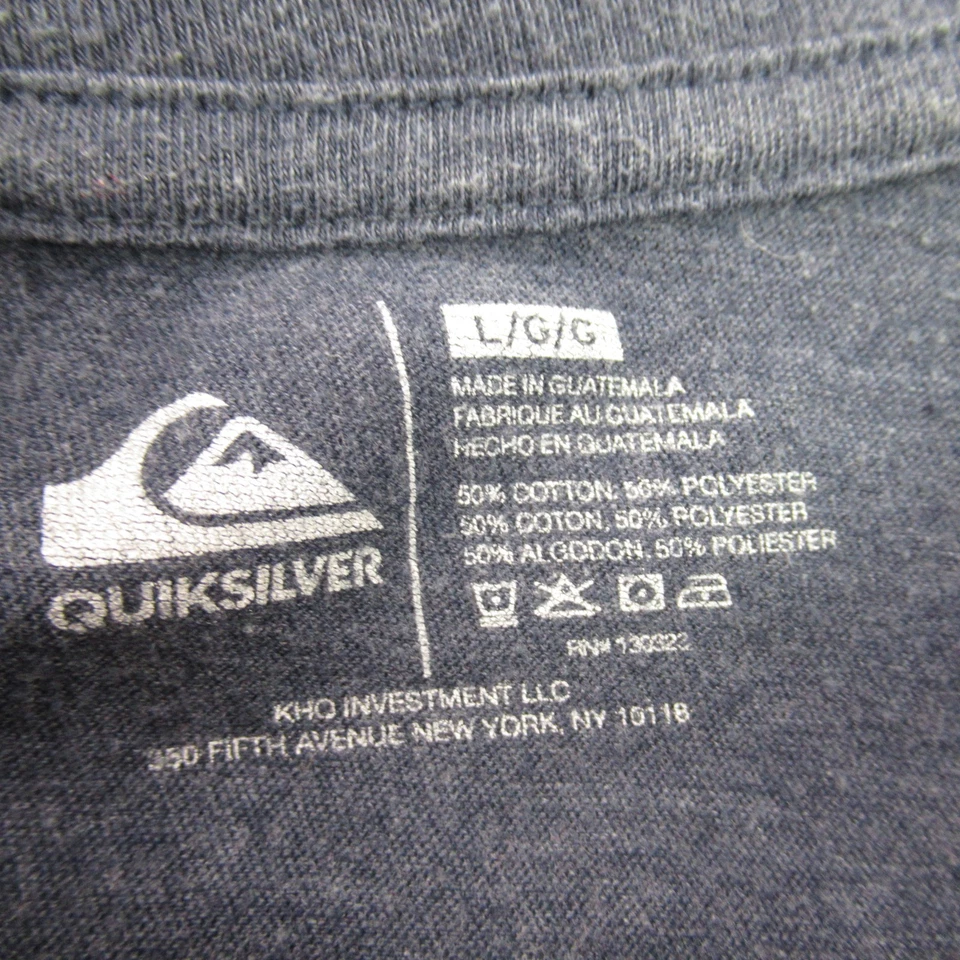 QUIKSILVER
L/G/G
MADE IN GUATEMALA
FABRIQUE AU GUATEMALA
HECHO EN GUATEMALA
50% COTTON, 50% POLYESTER
50% COTON, 50% POLYESTER
50% ALGODON, 50% POLIESTER
RN# 130323
KHQ INVESTMENT LLC
350 FIFTH AVENUE NEW YORK, NY 10118